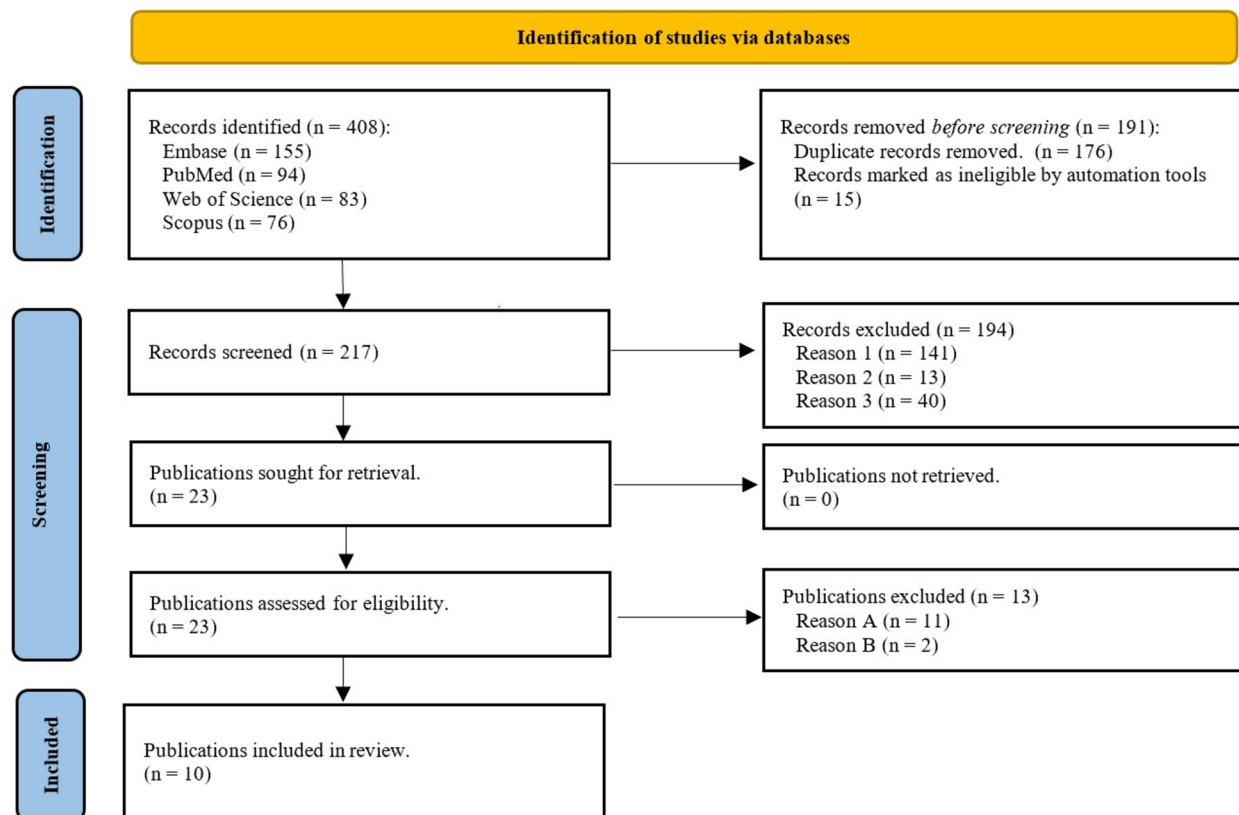 Identification of studies via databases
Identification
Records identified (n = 408):
Embase (n = 155)
PubMed (n = 94)
Web of Science (n = 83)
Scopus (n = 76)
Records removed before screening (n = 191):
Duplicate records removed. (n = 176)
Records marked as ineligible by automation tools
(n = 15)
Screening
Records screened (n = 217)
Records excluded (n = 194)
Reason 1 (n = 141)
Reason 2 (n = 13)
Reason 3 (n = 40)
Publications sought for retrieval.
(n = 23)
Publications not retrieved.
(n = 0)
Publications assessed for eligibility.
(n = 23)
Publications excluded (n = 13)
Reason A (n = 11)
Reason B (n = 2)
Included
Publications included in review.
(n = 10)